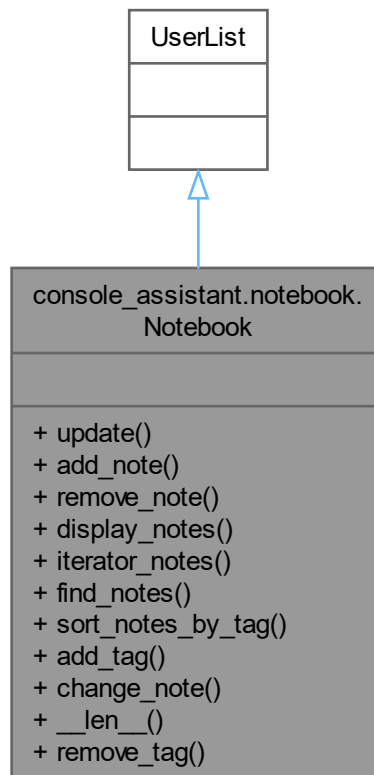 UserList
console_assistant.notebook.
Notebook
+ update()
+ add_note()
+ remove_note()
+ display_notes()
+ iterator_notes()
+ find_notes()
+ sort_notes_by_tag()
+ add_tag()
+ change_note()
+ __len__()
+ remove_tag()